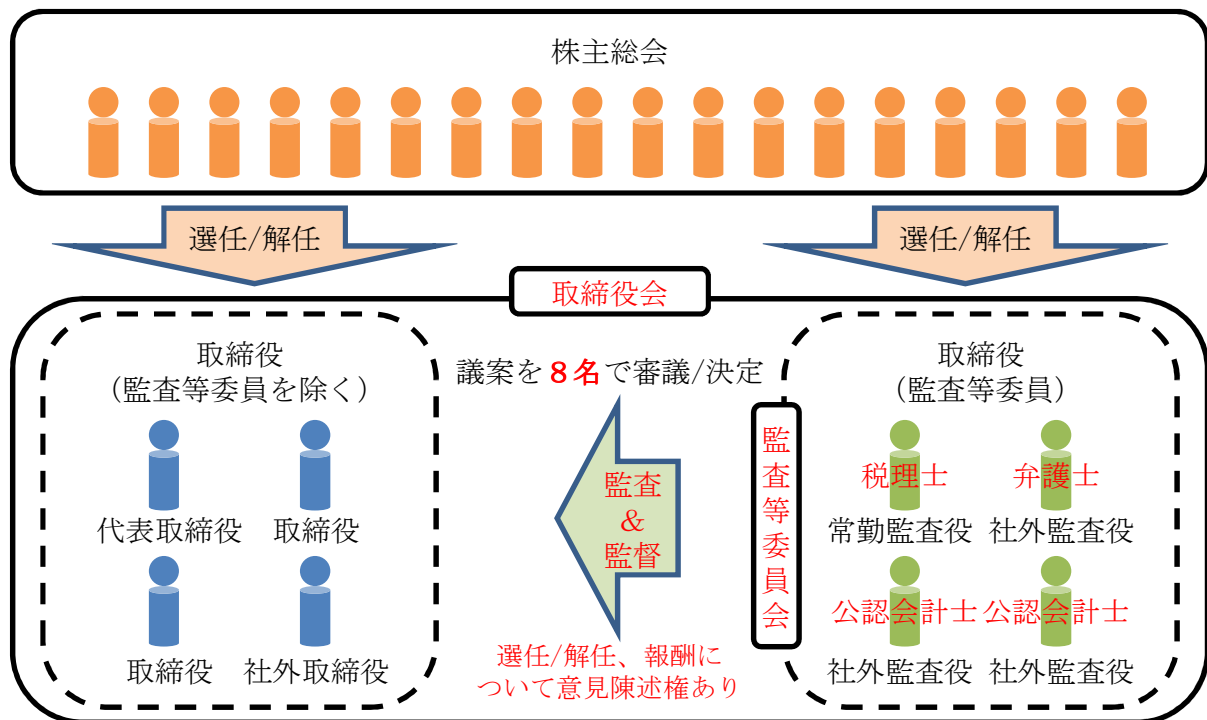 株主総会
選任/解任
選任/解任
取締役会
取締役
（監査等委員を除く）
代表取締役
取締役
取締役
社外取締役
議案を８名で審議/決定
監査
&
監督
選任/解任、報酬に
ついて意見陳述権あり
監査等委員会
取締役
（監査等委員）
税理士
弁護士
常勤監査役
社外監査役
公認会計士
公認会計士
社外監査役
社外監査役